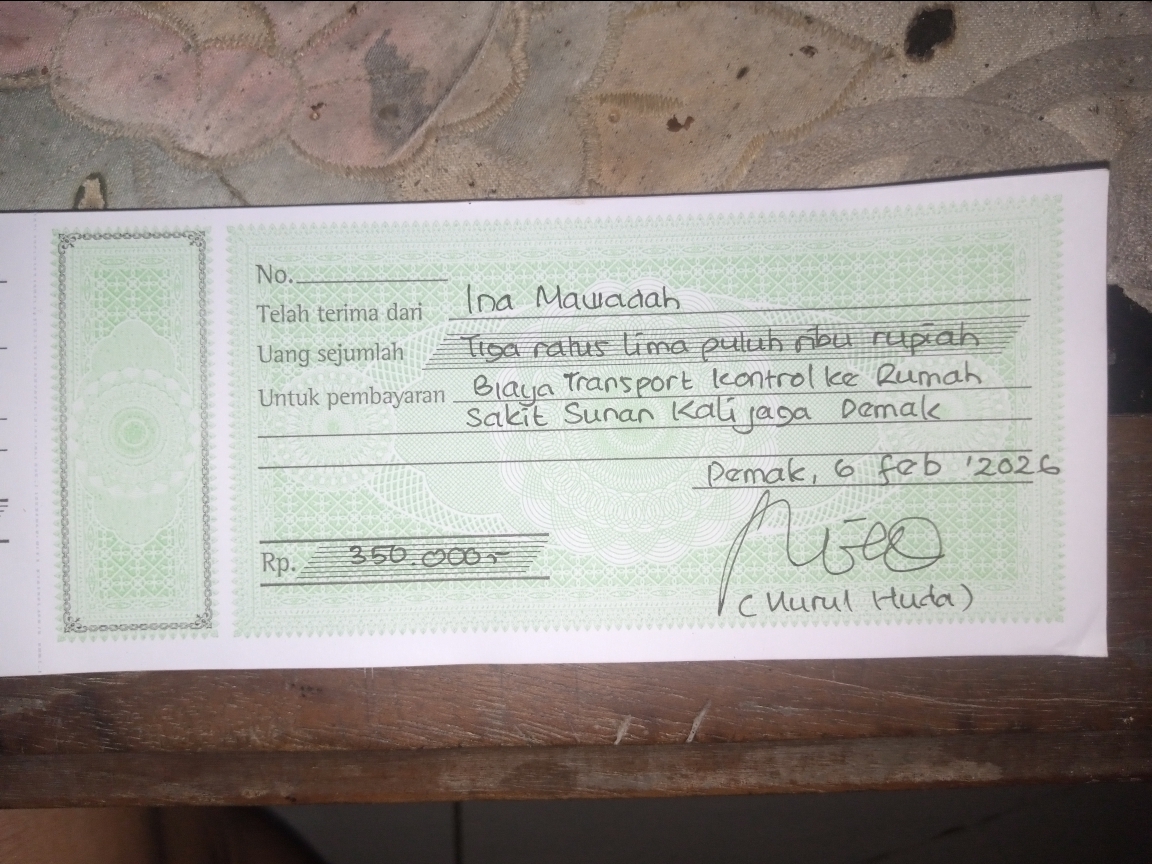 No.
Telah terima dari Ina Mawadah
Uang sejumlah Tiga ratus lima puluh ribu rupiah
Untuk pembayaran Biaya Transport kontrol ke Rumah
Sakit Sunan Kalijaga Demak
Demak, 6 feb '2026
Rp. 350.000,-
(Nurul Huda)